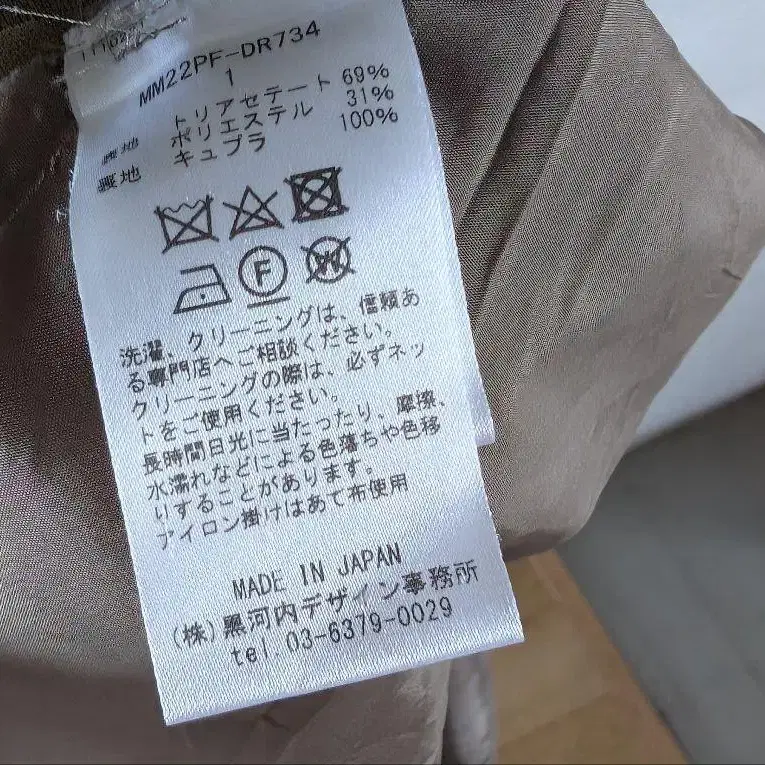 MM22PF-DR734
1
表地 トリアセテート 69%
ポリエステル 31%
裏地 キュプラ 100%
F
W
洗濯、クリーニングは、信頼あ
る専門店へご相談ください。
クリーニングの際は、必ずネッ
トをご使用ください。
長時間日光に当たったり、摩擦、
水濡れなどによる色落ちや色移
りすることがあります。
アイロン掛けはあて布使用
MADE IN JAPAN
(株)黒河内デザイン事務所
tel.03-6379-0029